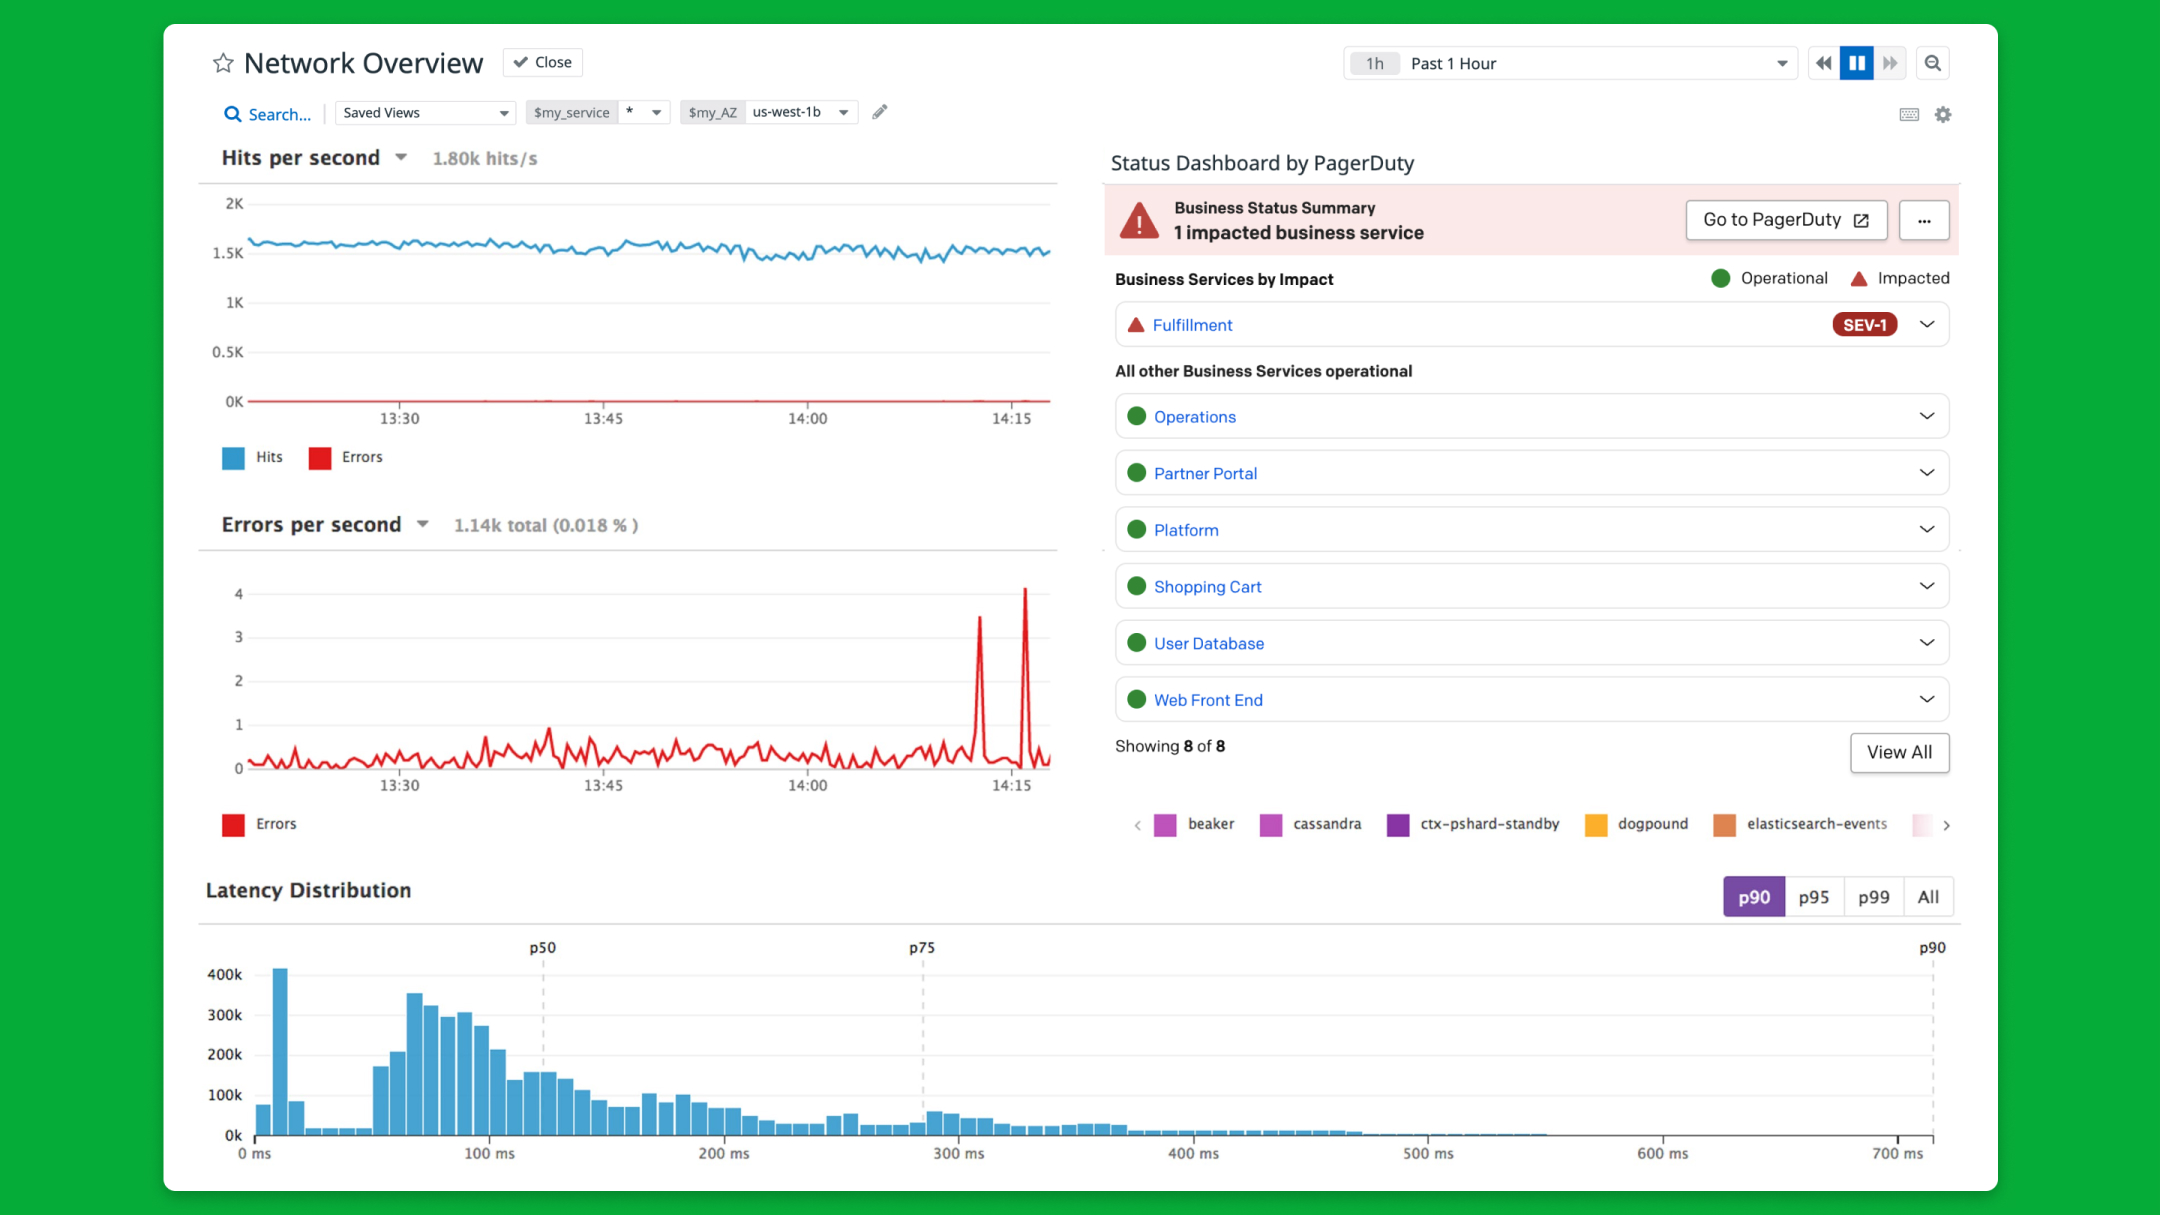 Network Overview
Close
1h Past 1 Hour
Search...
Saved Views
$my_service *
$my_AZ us-west-1b
Hits per second 1.80k hits/s
2K
1.5K
1K
0.5K
0K
13:30 13:45 14:00 14:15
Hits Errors
Errors per second 1.14k total (0.018 % )
4
3
2
1
0
13:30 13:45 14:00 14:15
Errors
Status Dashboard by PagerDuty
Business Status Summary
1 impacted business service
Go to PagerDuty
...
Business Services by Impact
Operational Impacted
Fulfillment SEV-1
All other Business Services operational
Operations
Partner Portal
Platform
Shopping Cart
User Database
Web Front End
Showing 8 of 8
View All
beaker cassandra ctx-pshard-standby dogpound elasticsearch-events
Latency Distribution
p90 p95 p99 All
p50 p75 p90
400k
300k
200k
100k
0k
0 ms 100 ms 200 ms 300 ms 400 ms 500 ms 600 ms 700 ms